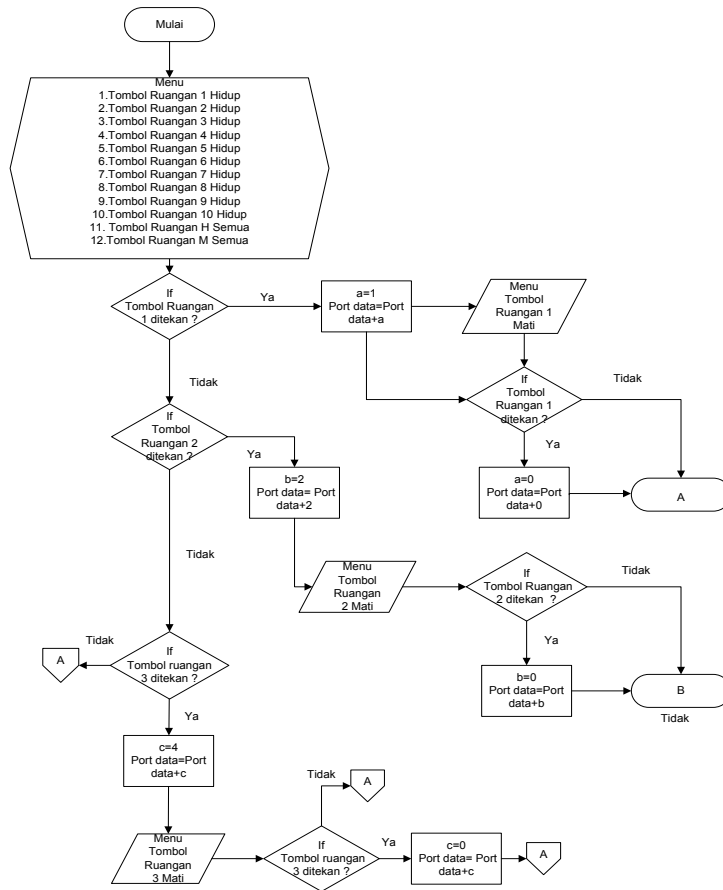 Mulai
Menu
1.Tombol Ruangan 1 Hidup
2.Tombol Ruangan 2 Hidup
3.Tombol Ruangan 3 Hidup
4.Tombol Ruangan 4 Hidup
5.Tombol Ruangan 5 Hidup
6.Tombol Ruangan 6 Hidup
7.Tombol Ruangan 7 Hidup
8.Tombol Ruangan 8 Hidup
9.Tombol Ruangan 9 Hidup
10.Tombol Ruangan 10 Hidup
11. Tombol Ruangan H Semua
12.Tombol Ruangan M Semua
If
Tombol Ruangan
1 ditekan ?
Ya
a=1
Port data=Port
data+a
Menu
Tombol
Ruangan 1
Mati
Tidak
If
Tombol
Ruangan 1
ditekan ?
Tidak
Ya
a=0
Port data=Port
data+0
A
If
Tombol
Ruangan 2
ditekan ?
Ya
b=2
Port data= Port
data+2
Tidak
Menu
Tombol
Ruangan
2 Mati
If
Tombol Ruangan
2 ditekan ?
Tidak
Ya
b=0
Port data=Port
data+b
B
Tidak
A
Tidak
If
Tombol ruangan
3 ditekan ?
Ya
c=4
Port data=Port
data+c
Menu
Tombol
Ruangan
3 Mati
If
Tombol ruangan
3 ditekan ?
Tidak
A
Ya
c=0
Port data= Port
data+c
A